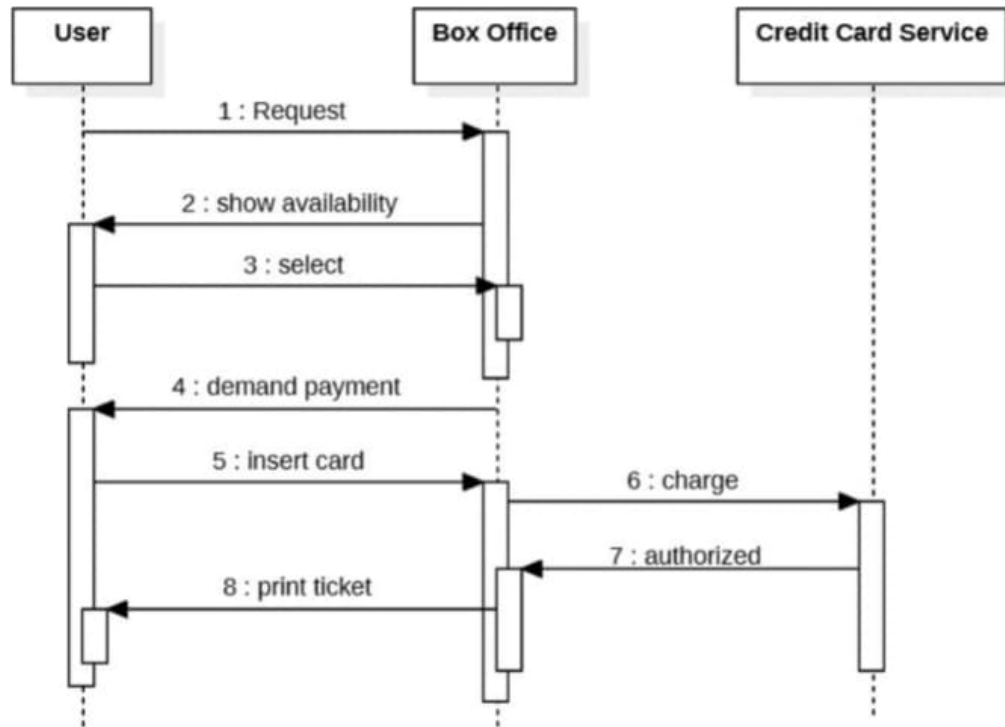 User
Box Office
Credit Card Service
1 : Request
2 : show availability
3 : select
4 : demand payment
5 : insert card
6 : charge
7 : authorized
8 : print ticket